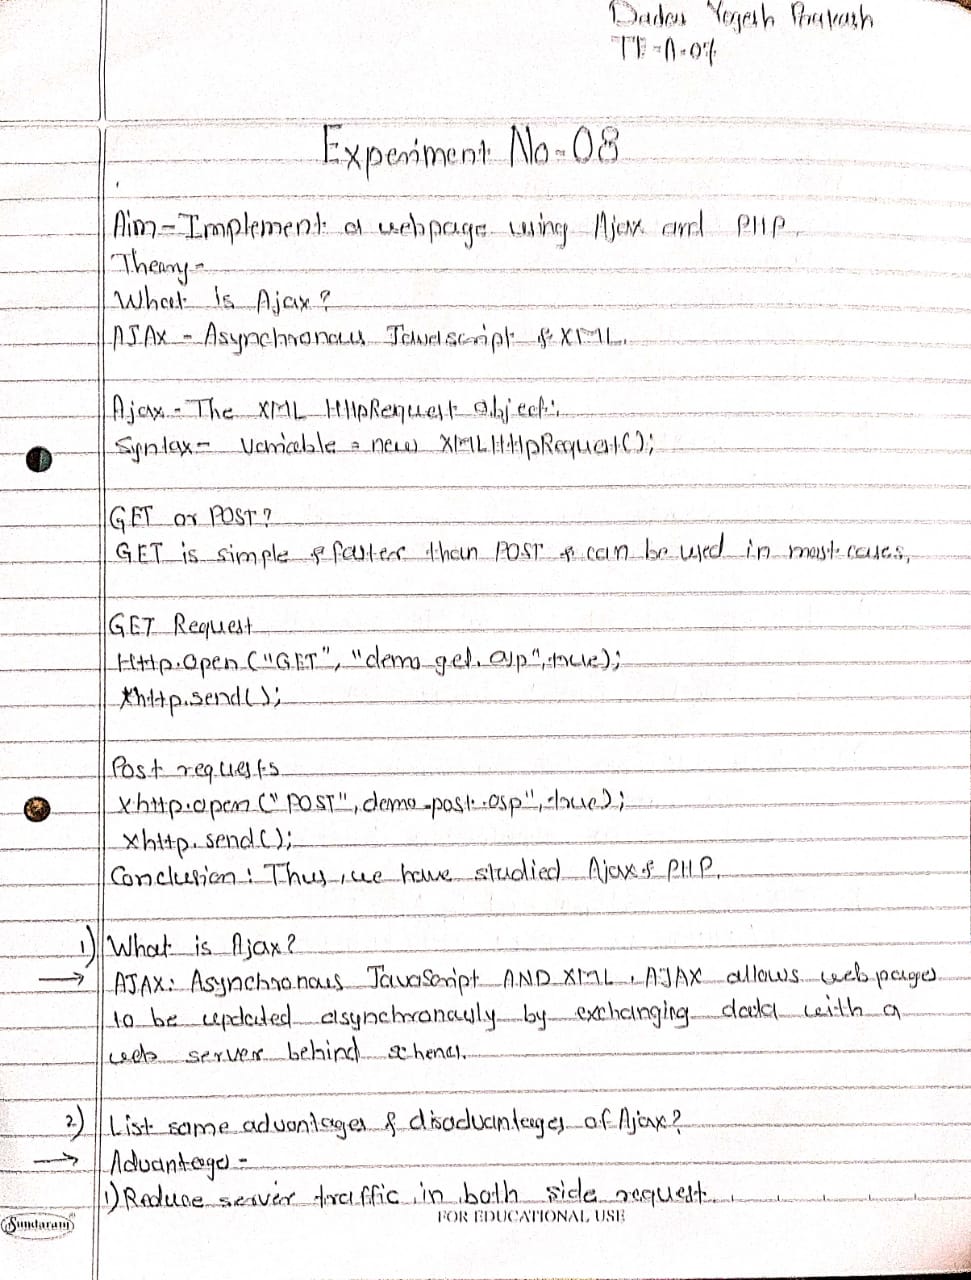 Yogesh Prakash
TE-A-07
Experiment No-08
Aim-Implement a webpage using Ajax and PHP.
Theory-
What is Ajax?
AJAX - Asynchronous Javascript & XML.
Ajax - The XML HttpRequest object:
Syntax- Variable = new XMLHttpRequest();
GET or POST?
GET is simple & faster than POST & can be used in most cases,
GET Request
Http.open ("GET", "demo_get.asp", true);
xhttp.send();
Post requests
xhttp.open ("POST", demo-post.asp", true);
xhttp.send();
Conclusion: Thus, we have studied Ajax & PHP.
1) What is Ajax?
→ AJAX: Asynchronous JavaScript AND XML. AJAX allows web pages
to be updated asynchronously by exchanging data with a
web server behind schenes.
2) List some advantages & disadvantages of Ajax?
→ Advantages -
1) Reduce server traffic in both side request.
Sundaram
FOR EDUCATIONAL USE